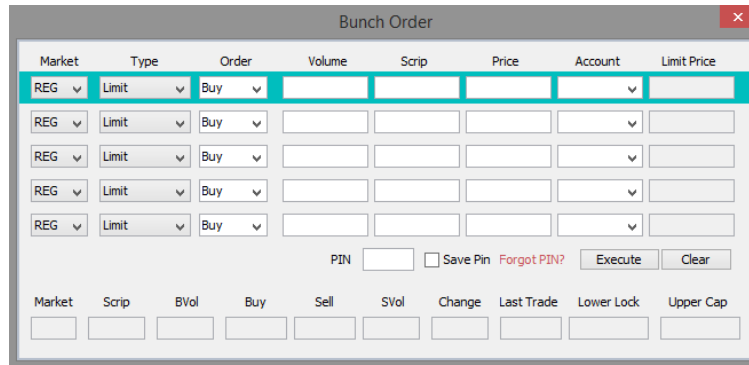 Bunch Order
Market Type Order Volume Scrip Price Account Limit Price
REG Limit Buy
REG Limit Buy
REG Limit Buy
REG Limit Buy
REG Limit Buy
PIN Save Pin Forgot PIN? Execute Clear
Market Scrip BVol Buy Sell SVol Change Last Trade Lower Lock Upper Cap